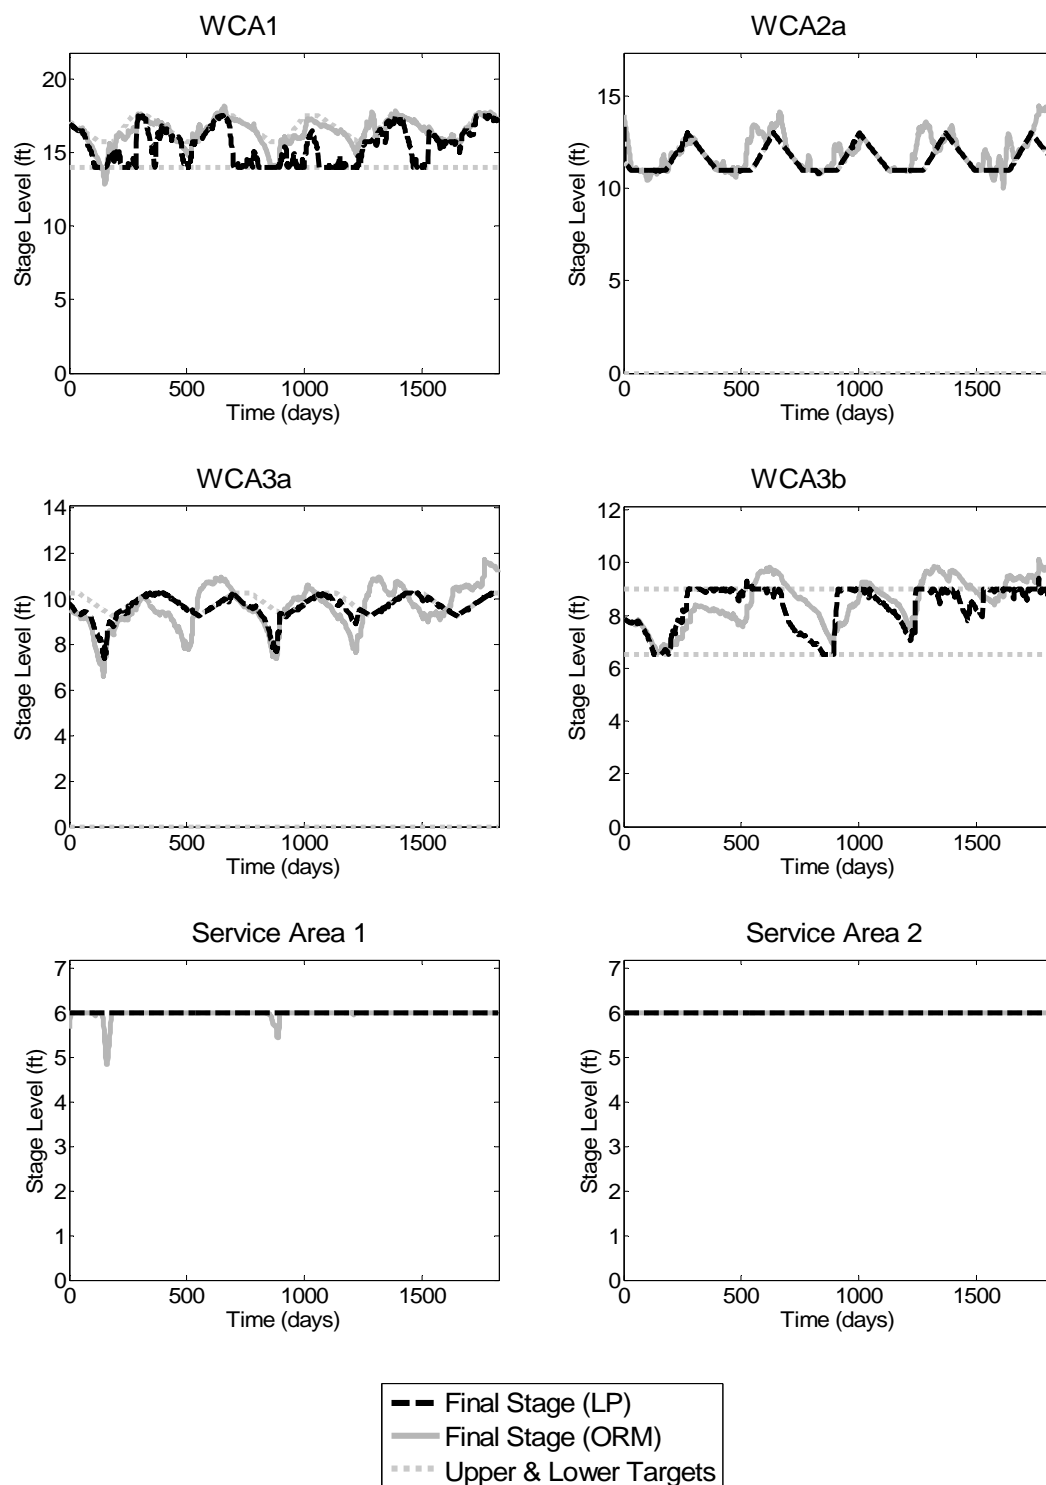 WCA1
20
15
10
5
0
Stage Level (ft)
0 500 1000 1500
Time (days)
WCA2a
15
10
5
0
Stage Level (ft)
0 500 1000 1500
Time (days)
WCA3a
14
12
10
8
6
4
2
0
Stage Level (ft)
0 500 1000 1500
Time (days)
WCA3b
12
10
8
6
4
2
0
Stage Level (ft)
0 500 1000 1500
Time (days)
Service Area 1
7
6
5
4
3
2
1
0
Stage Level (ft)
0 500 1000 1500
Time (days)
Service Area 2
7
6
5
4
3
2
1
0
Stage Level (ft)
0 500 1000 1500
Time (days)
Final Stage (LP)
Final Stage (ORM)
Upper & Lower Targets